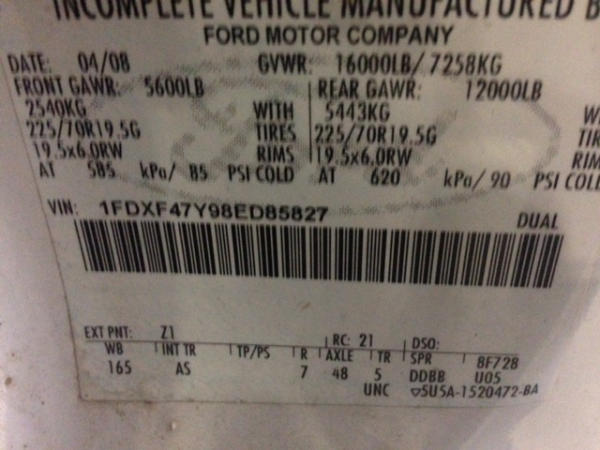 INCOMPLETE VEHICLE MANUFACTURED B
FORD MOTOR COMPANY
DATE: 04/08 GVWR: 16000LB/ 7258KG
FRONT GAWR: 5600LB REAR GAWR: 12000LB
2540KG WITH 5443KG W
225/70R19.5G TIRES 225/70R19.5G TIR
19.5x6.0RW RIMS 19.5x6.0RW RIM
AT 585 kPa/ 85 PSI COLD AT 620 kPa/ 90 PSI COL
VIN: 1FDXF47Y98ED85827 DUAL
EXT PNT: Z1 RC: 21 DSO:
WB INT TR TP/PS R AXLE TR SPR 8F728
165 AS 7 48 5 DDBB U05
UNC ▽5U5A-1520472-BA